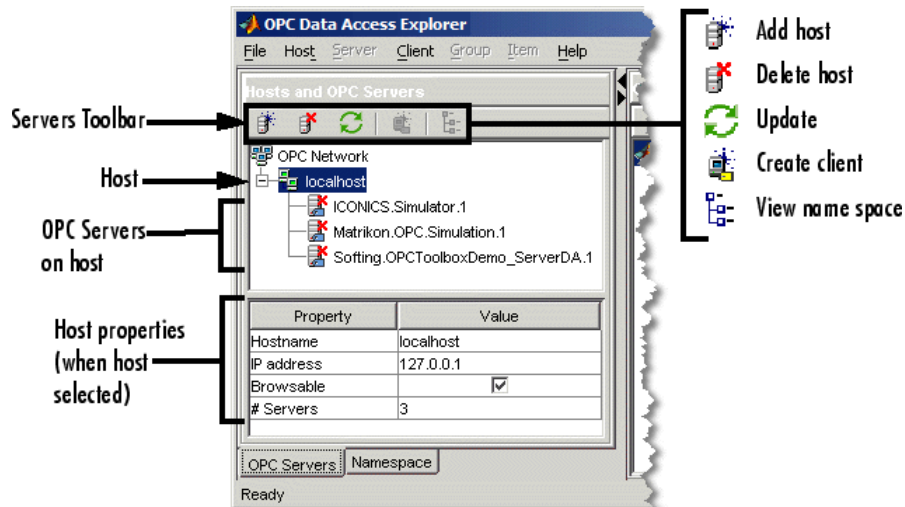 OPC Data Access Explorer
File Host Server Client Group Item Help
Hosts and OPC Servers
Servers Toolbar
OPC Network
Host
localhost
ICONICS.Simulator.1
OPC Servers
on host
Matrikon.OPC.Simulation.1
Softing.OPCToolboxDemo_ServerDA.1
Host properties
(when host
selected)
Property Value
Hostname localhost
IP address 127.0.0.1
Browsable
# Servers 3
OPC Servers Namespace
Ready
Add host
Delete host
Update
Create client
View name space